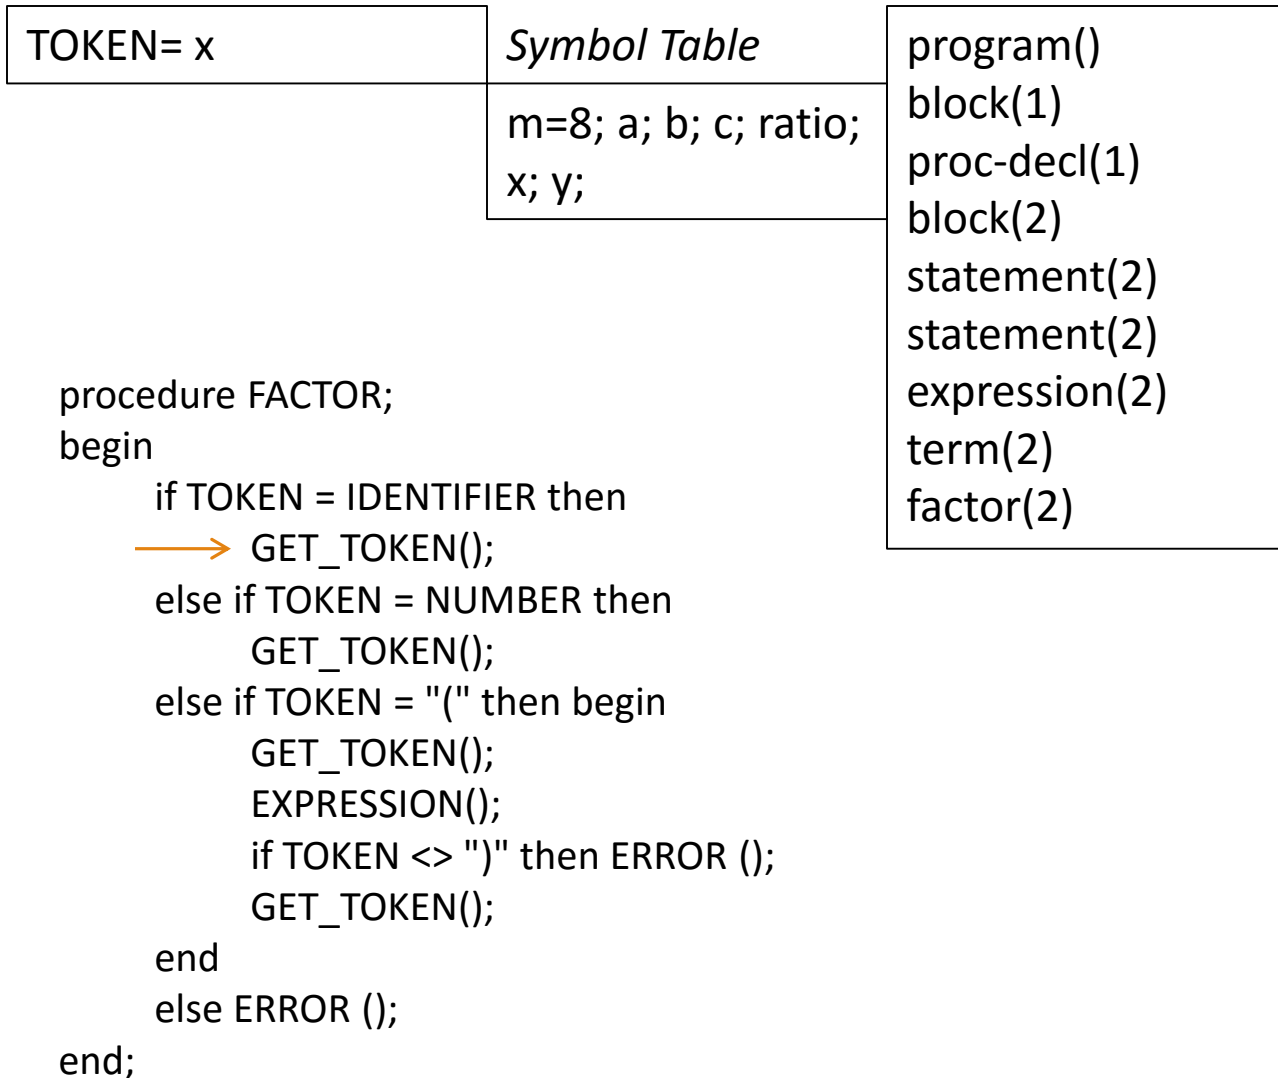 TOKEN= x
Symbol Table
m=8; a; b; c; ratio;
x; y;
program()
block(1)
proc-decl(1)
block(2)
statement(2)
statement(2)
expression(2)
term(2)
factor(2)
procedure FACTOR;
begin
if TOKEN = IDENTIFIER then
GET_TOKEN();
else if TOKEN = NUMBER then
GET_TOKEN();
else if TOKEN = "(" then begin
GET_TOKEN();
EXPRESSION();
if TOKEN <> ")" then ERROR ();
GET_TOKEN();
end
else ERROR ();
end;